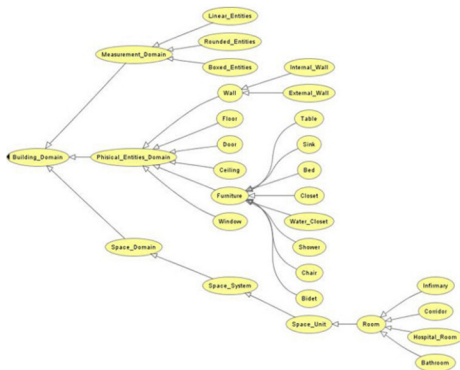 Linear_Entities
Measurement_Domain
Rounded_Entities
Boxed_Entities
Internal_Wall
Wall
External_Wall
Floor
Table
Door
Sink
Building_Domain
Phisical_Entities_Domain
Ceiling
Bed
Furniture
Closet
Window
Water_Closet
Space_Domain
Shower
Chair
Space_System
Bidet
Infirmary
Space_Unit
Room
Corridor
Hospital_Room
Bathroom